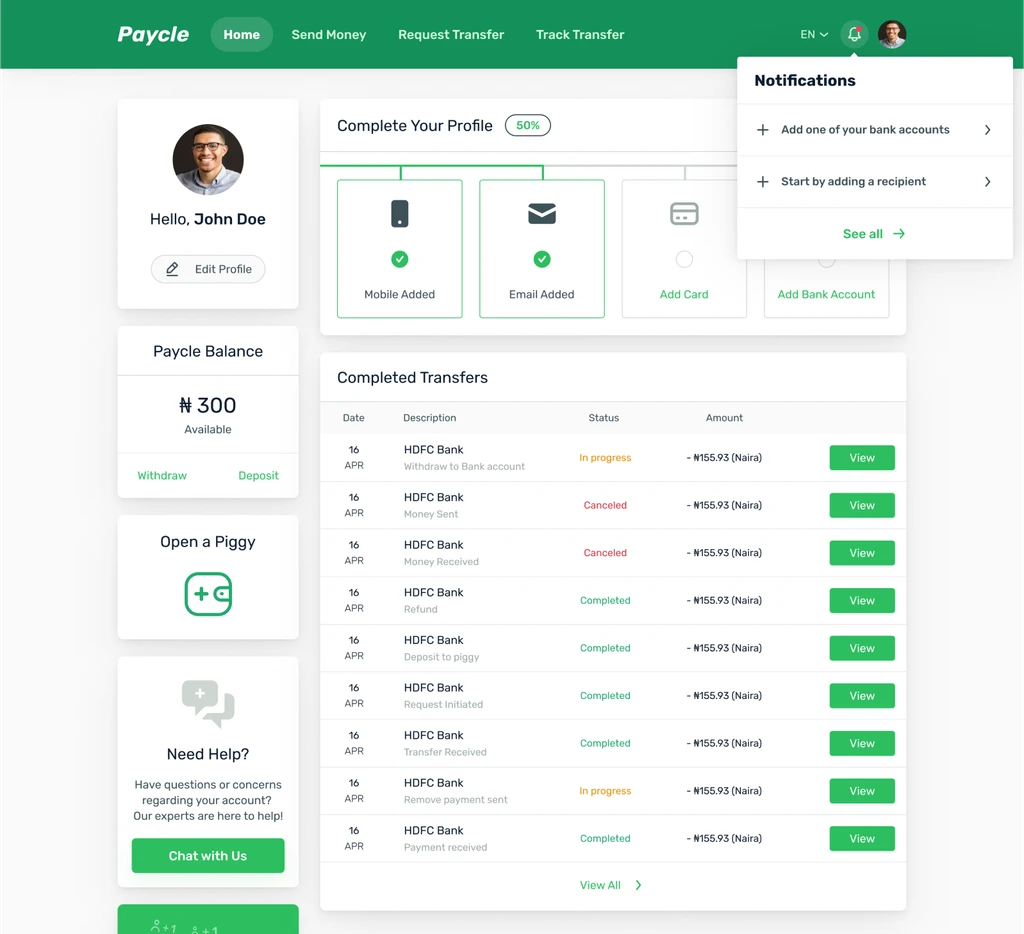 Paycle
Home
Send Money
Request Transfer
Track Transfer
EN
Notifications
Add one of your bank accounts
Start by adding a recipient
See all
Hello, John Doe
Edit Profile
Complete Your Profile
50%
Mobile Added
Email Added
Add Card
Add Bank Account
Paycle Balance
₦ 300
Available
Withdraw
Deposit
Open a Piggy
Need Help?
Have questions or concerns
regarding your account?
Our experts are here to help!
Chat with Us
+1
+1
Completed Transfers
Date Description Status Amount
16 HDFC Bank
APR Withdraw to Bank account
In progress - ₦155.93 (Naira) View
16 HDFC Bank
APR Money Sent
Canceled - ₦155.93 (Naira) View
16 HDFC Bank
APR Money Received
Canceled - ₦155.93 (Naira) View
16 HDFC Bank
APR Refund
Completed - ₦155.93 (Naira) View
16 HDFC Bank
APR Deposit to piggy
Completed - ₦155.93 (Naira) View
16 HDFC Bank
APR Request Initiated
Completed - ₦155.93 (Naira) View
16 HDFC Bank
APR Transfer Received
Completed - ₦155.93 (Naira) View
16 HDFC Bank
APR Remove payment sent
In progress - ₦155.93 (Naira) View
16 HDFC Bank
APR Payment received
Completed - ₦155.93 (Naira) View
View All